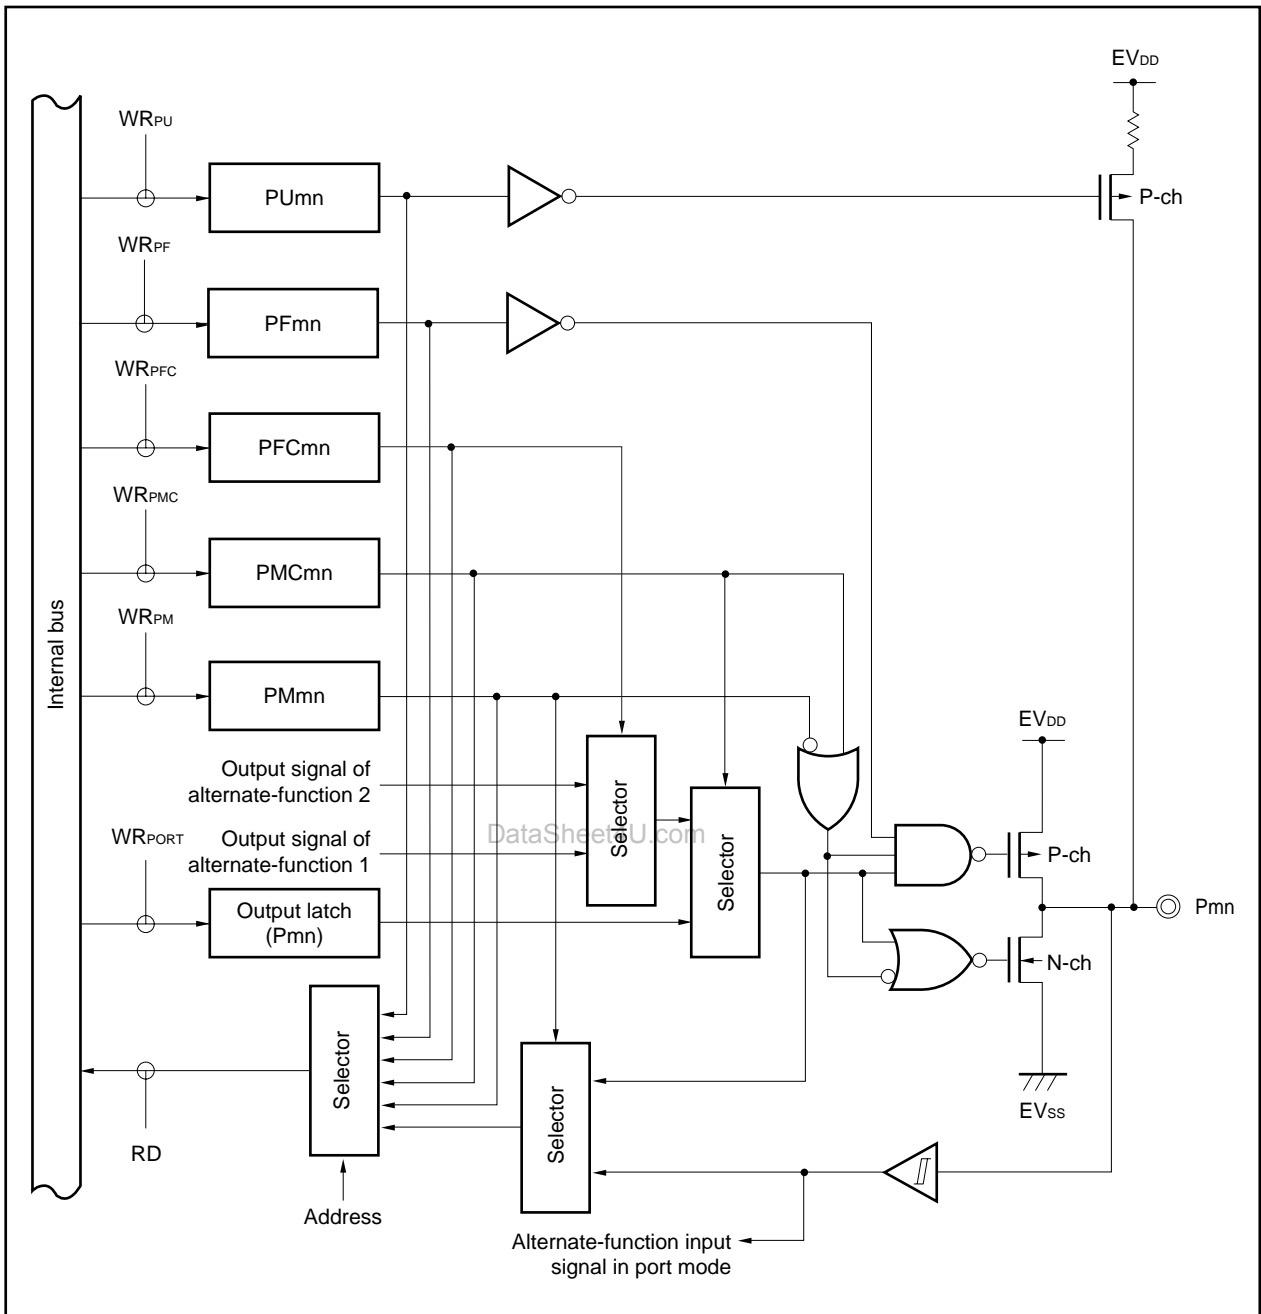 EVDD
WRPU
PUmn
P-ch
WRPF
PFmn
WRPFC
PFCmn
WRPMC
PMCmn
WRPM
PMmn
Internal bus
EVDD
Output signal of
alternate-function 2
Selector
DataSheet4U.com
WRPORT
Output signal of
alternate-function 1
Selector
P-ch
Output latch
(Pmn)
Pmn
N-ch
Selector
Selector
EVSS
RD
Address
Alternate-function input
signal in port mode